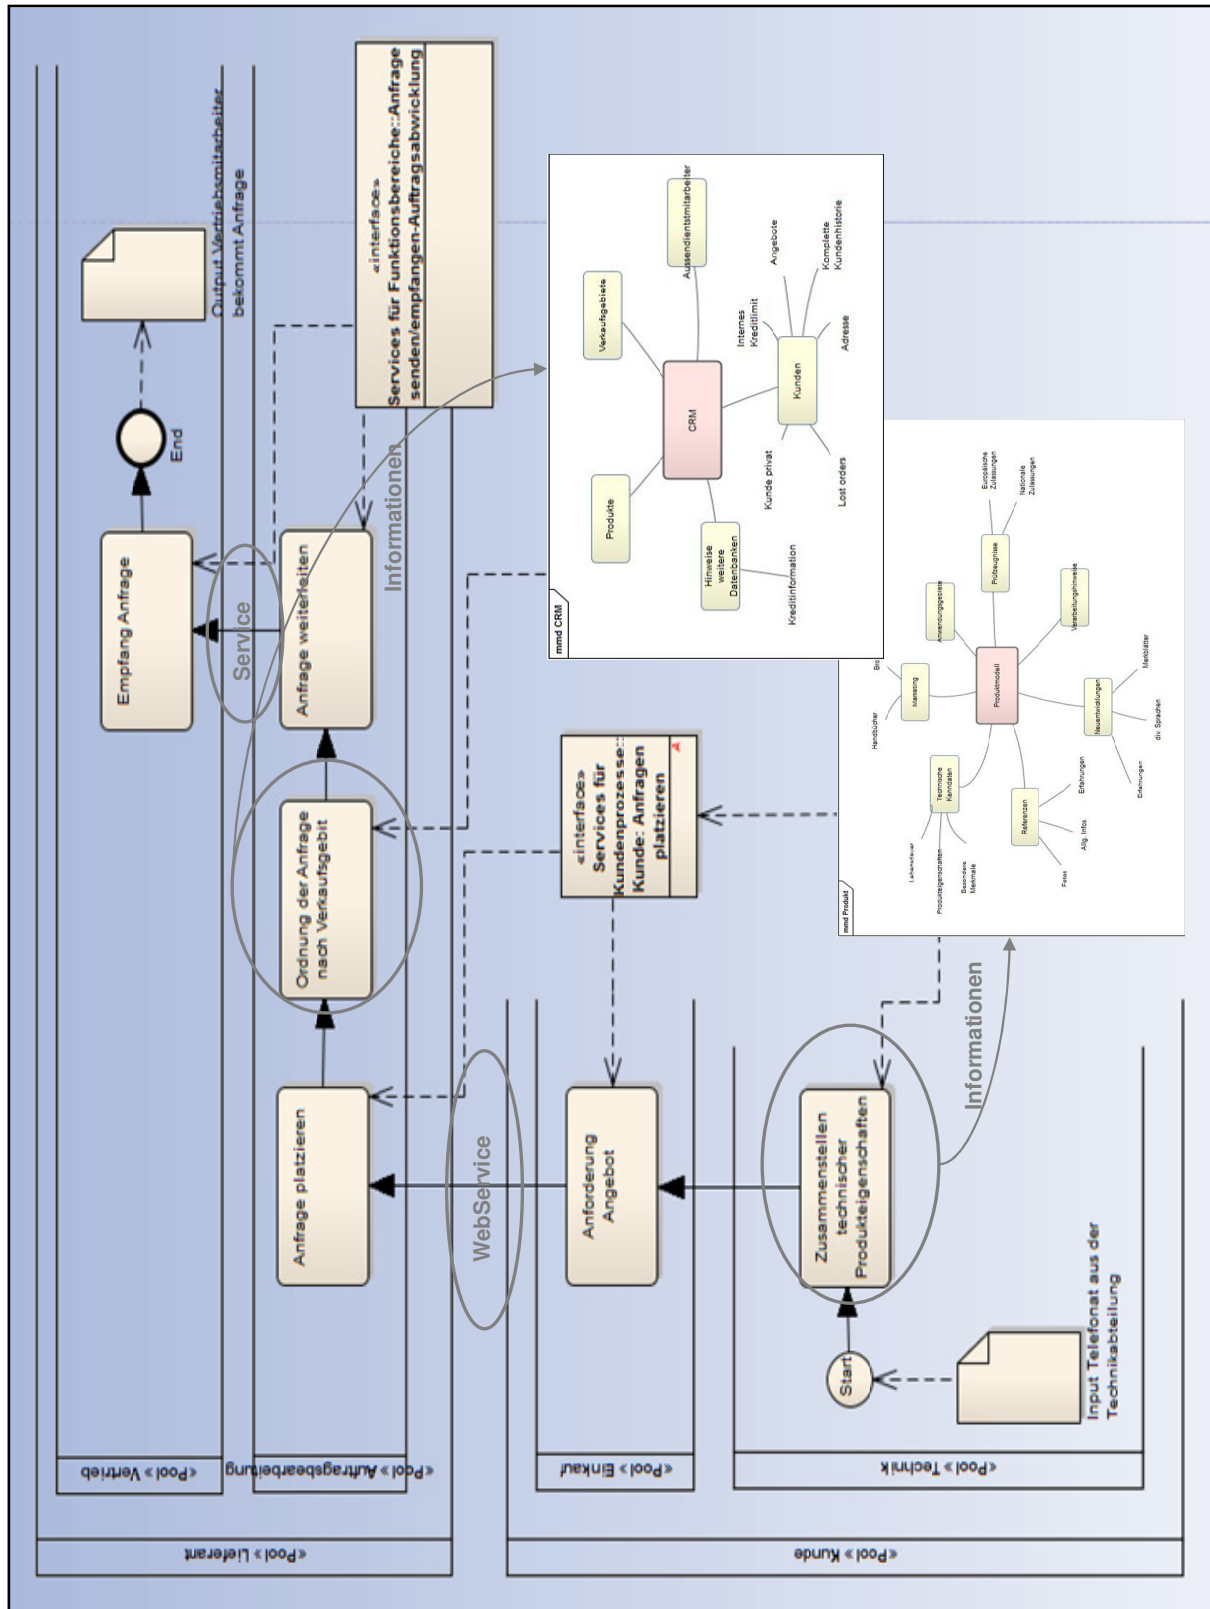 «Pool» Lieferant
«Pool» Vertrieb
«Pool» Auftragsbearbeitung
«Pool» Kunde
«Pool» Einkauf
«Pool» Technik
Empfang Anfrage
End
Output Vertriebsmitarbeiter
bekommt Anfrage
Anfrage platzieren
Ordnung der Anfrage
nach Verkaufsgebit
Anfrage weiterleiten
Service
Informationen
«interface»
Services für Funktionsbereiche::Anfrage
senden/empfangen-Auftragsabwicklung
WebService
Anforderung
Angebot
«interface»
Services für
Kundenprozesse::
Kunde: Anfragen
platzieren
A
Start
Zusammenstellen
technischer
Produkteigenschaften
Input Telefonat aus der
Technikabteilung
Informationen
mmd CRM
CRM
Produkte
Verkaufsgebiete
Aussendienstmitarbeiter
Hinweise
weitere
Datenbanken
Kreditinformation
Kunden
Kunde privat
Internes
Kreditlimit
Angebote
Komplette
Kundenhistorie
Adresse
Lost orders
mmd Produkt
Produktmodell
Marketing
Handbücher
Bro
Anwendungsgebiete
Prüfzeugnisse
Europäische
Zulassungen
Nationale
Zulassungen
Verarbeitungshinweise
Technische
Kenndaten
Lebensdauer
Produkteigenschaften
Besondere
Merkmale
Referenzen
Fotos
Allg. Infos
Erfahrungen
Neuentwicklungen
Erfahrungen
div. Sprachen
Merkblätter